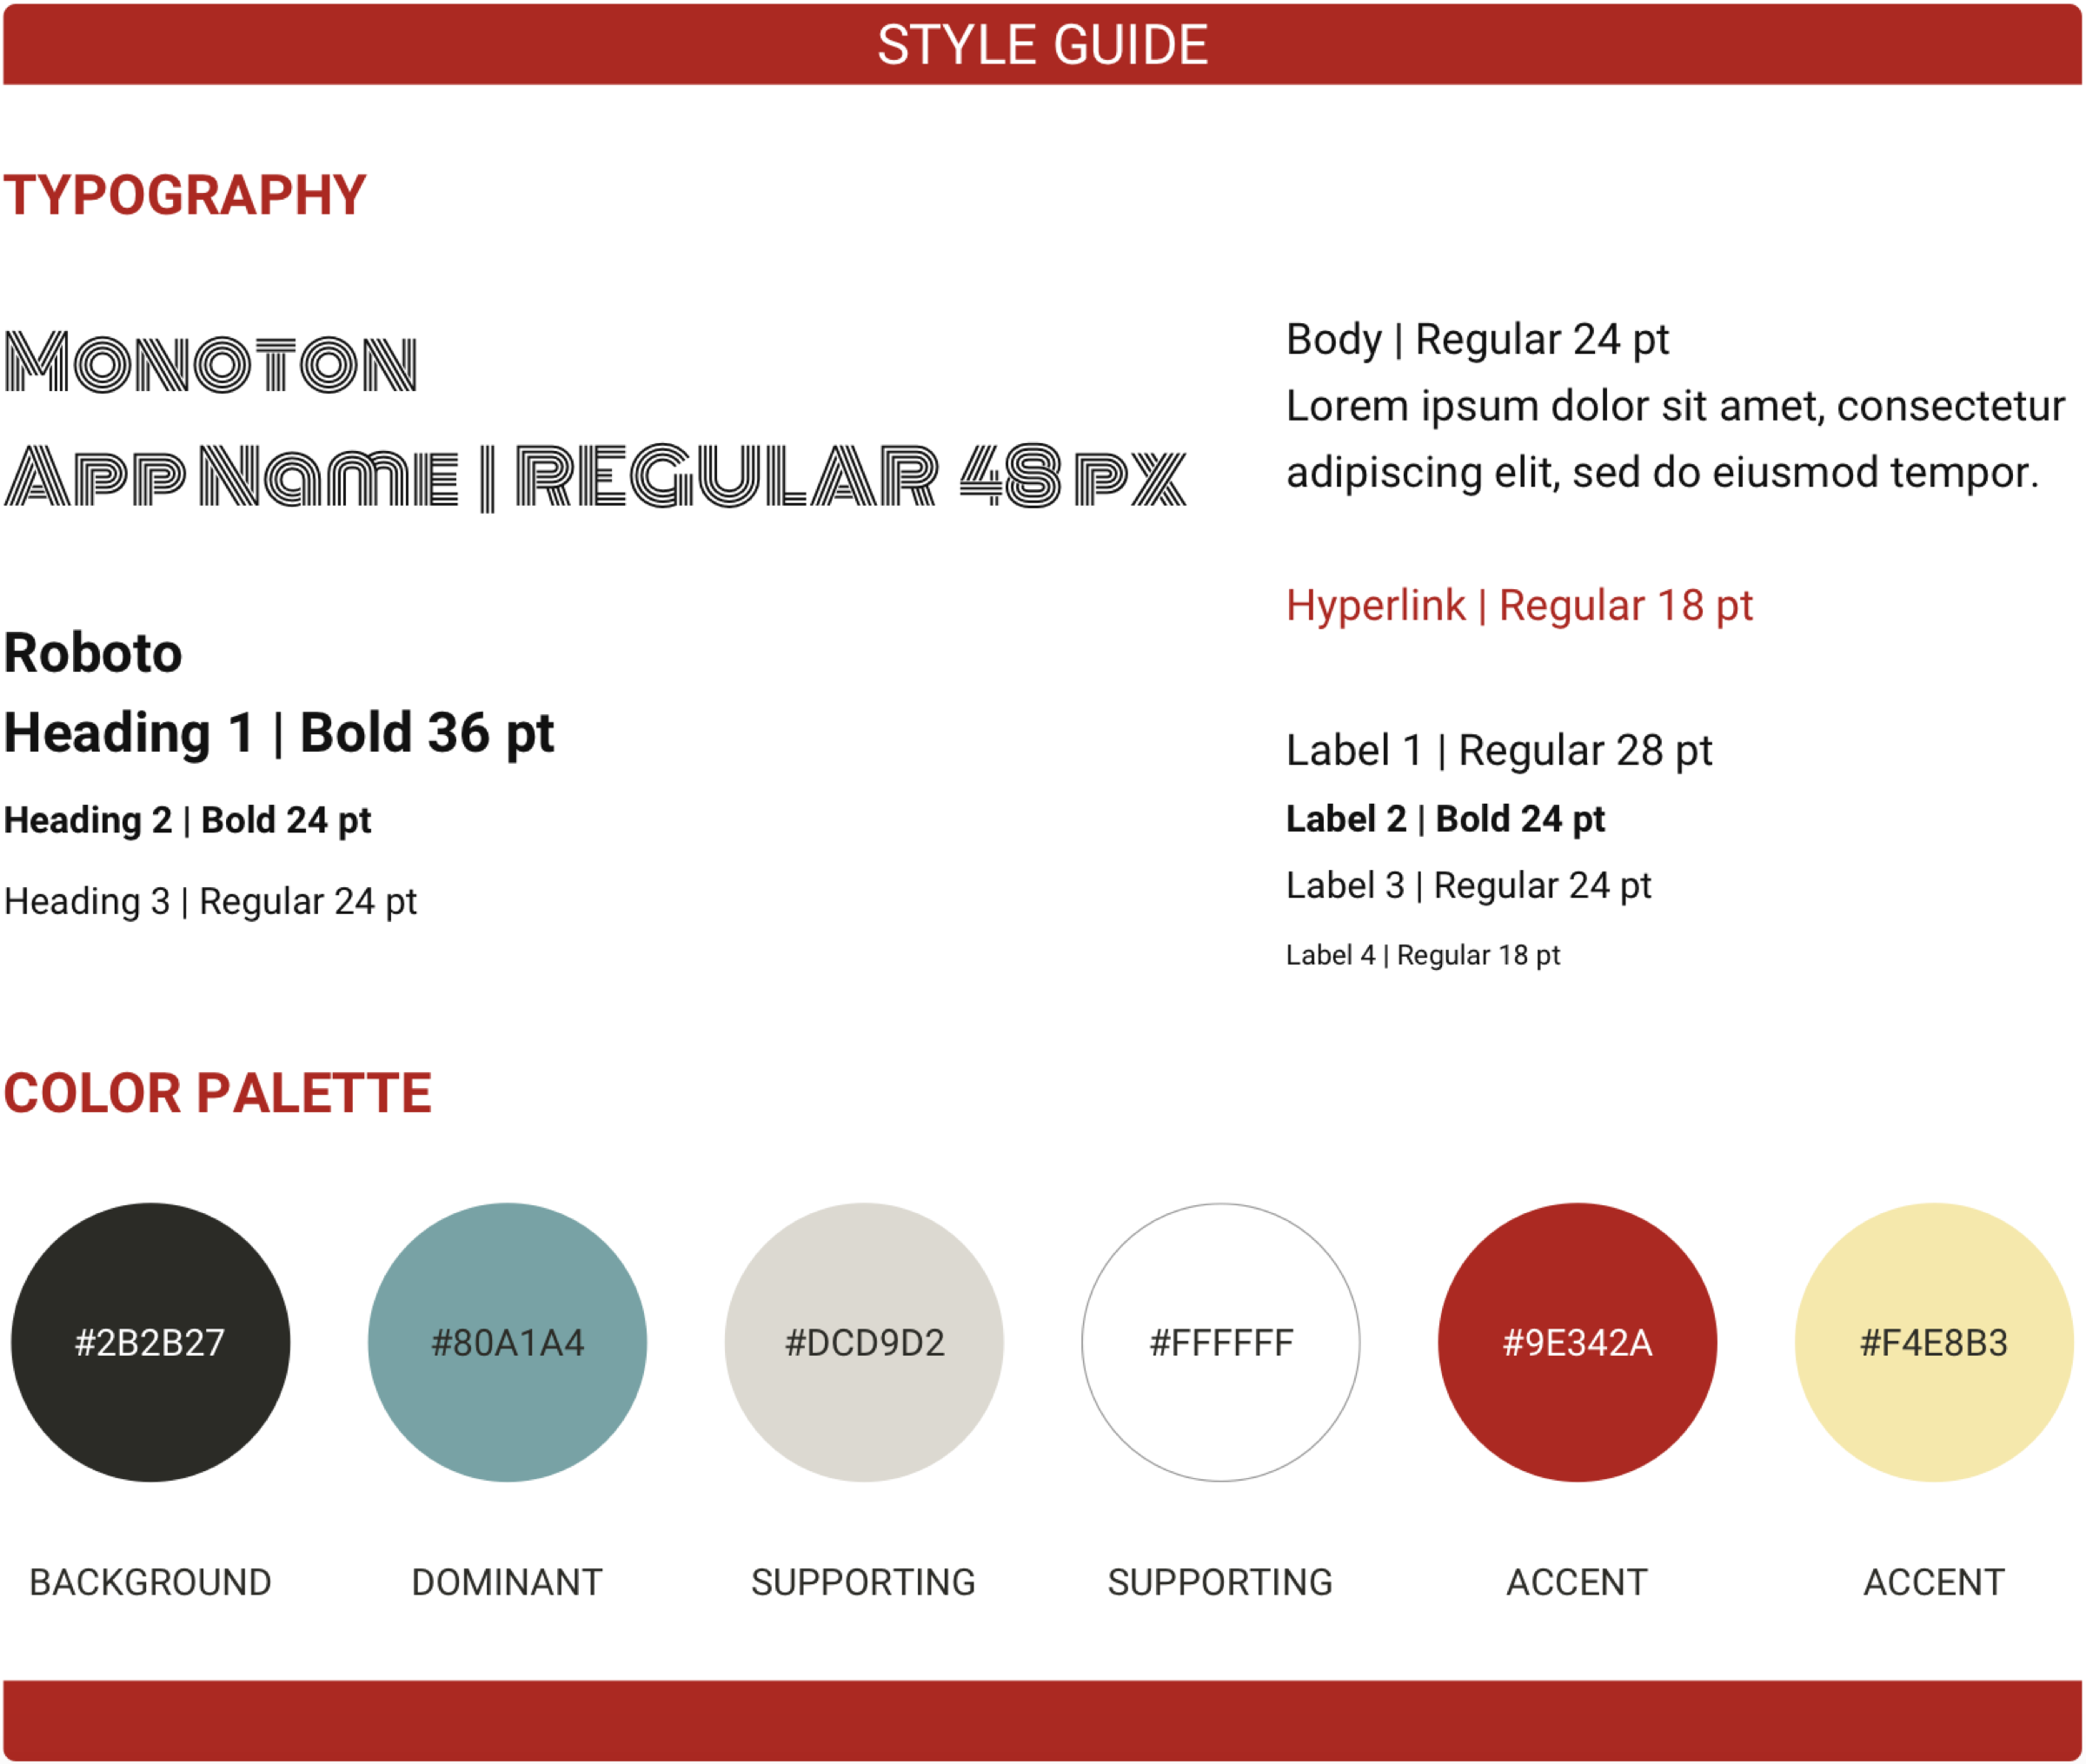 STYLE GUIDE
TYPOGRAPHY
MONOTON
APP NamE | REGULAR 48 PX
Roboto
Heading 1 | Bold 36 pt
Heading 2 | Bold 24 pt
Heading 3 | Regular 24 pt
Body | Regular 24 pt
Lorem ipsum dolor sit amet, consectetur
adipiscing elit, sed do eiusmod tempor.
Hyperlink | Regular 18 pt
Label 1 | Regular 28 pt
Label 2 | Bold 24 pt
Label 3 | Regular 24 pt
Label 4 | Regular 18 pt
COLOR PALETTE
#2B2B27
#80A1A4
#DCD9D2
#FFFFFF
#9E342A
#F4E8B3
BACKGROUND
DOMINANT
SUPPORTING
SUPPORTING
ACCENT
ACCENT